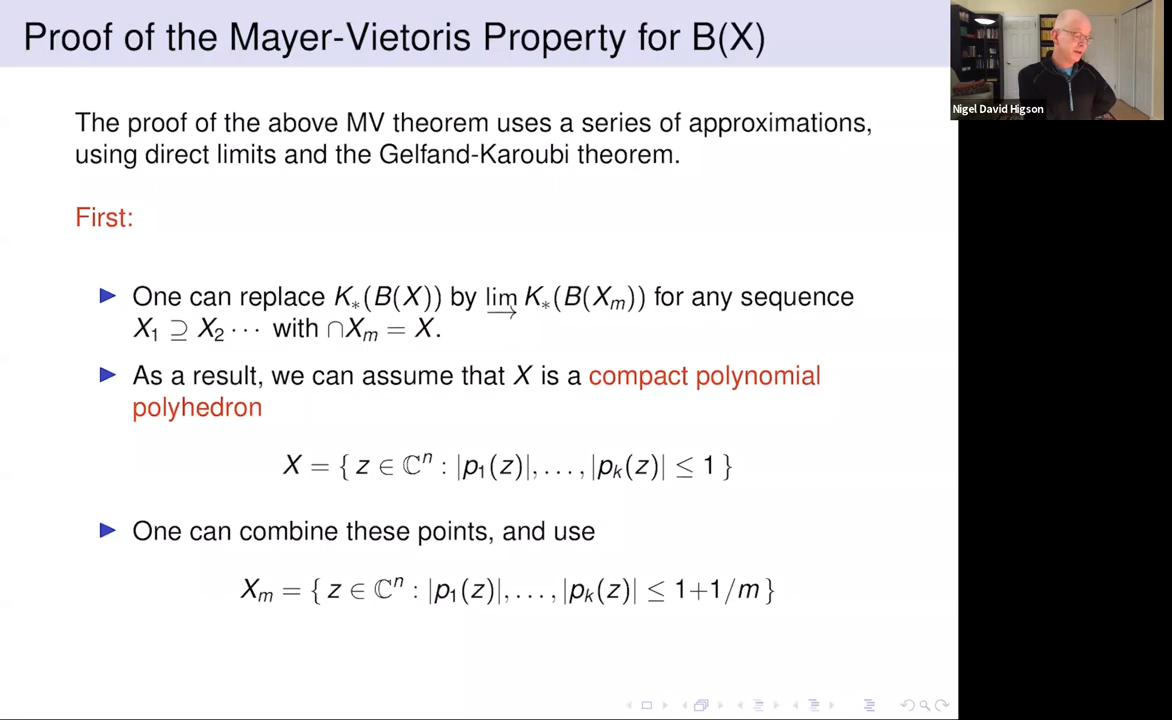 Proof of the Mayer-Vietoris Property for B(X)
Nigel David Higson
The proof of the above MV theorem uses a series of approximations,
using direct limits and the Gelfand-Karoubi theorem.
First:
▶ One can replace K∗(B(X)) by lim→ K∗(B(Xₘ)) for any sequence
X₁ ⊇ X₂ ⋯ with ∩Xₘ = X.
▶ As a result, we can assume that X is a compact polynomial
polyhedron
X = { z ∈ ℂⁿ : |p₁(z)|, . . . , |pₖ(z)| ≤ 1 }
▶ One can combine these points, and use
Xₘ = { z ∈ ℂⁿ : |p₁(z)|, . . . , |pₖ(z)| ≤ 1+1/m }